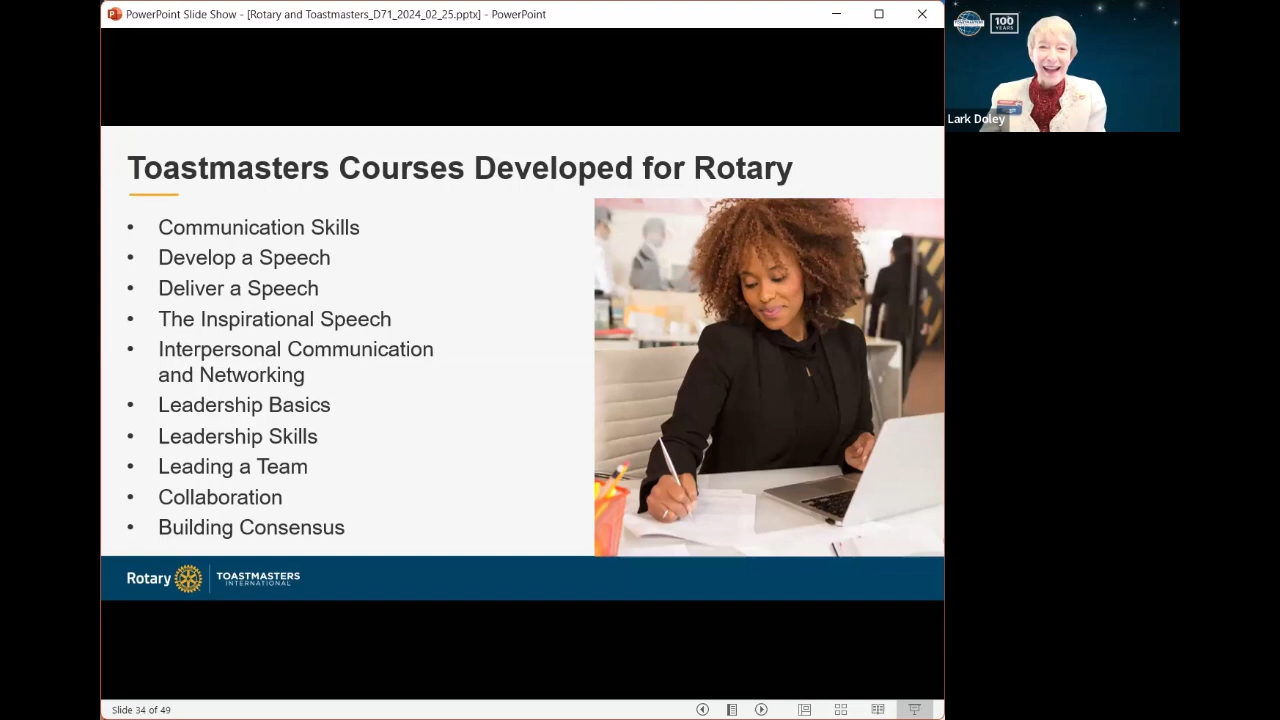 PowerPoint Slide Show - [Rotary and Toastmasters_D71_2024_02_25.pptx] - PowerPoint
TOASTMASTERS
100
YEARS
Lark Doley
Toastmasters Courses Developed for Rotary
• Communication Skills
• Develop a Speech
• Deliver a Speech
• The Inspirational Speech
• Interpersonal Communication
and Networking
• Leadership Basics
• Leadership Skills
• Leading a Team
• Collaboration
• Building Consensus
Rotary
TOASTMASTERS
INTERNATIONAL
Slide 34 of 49